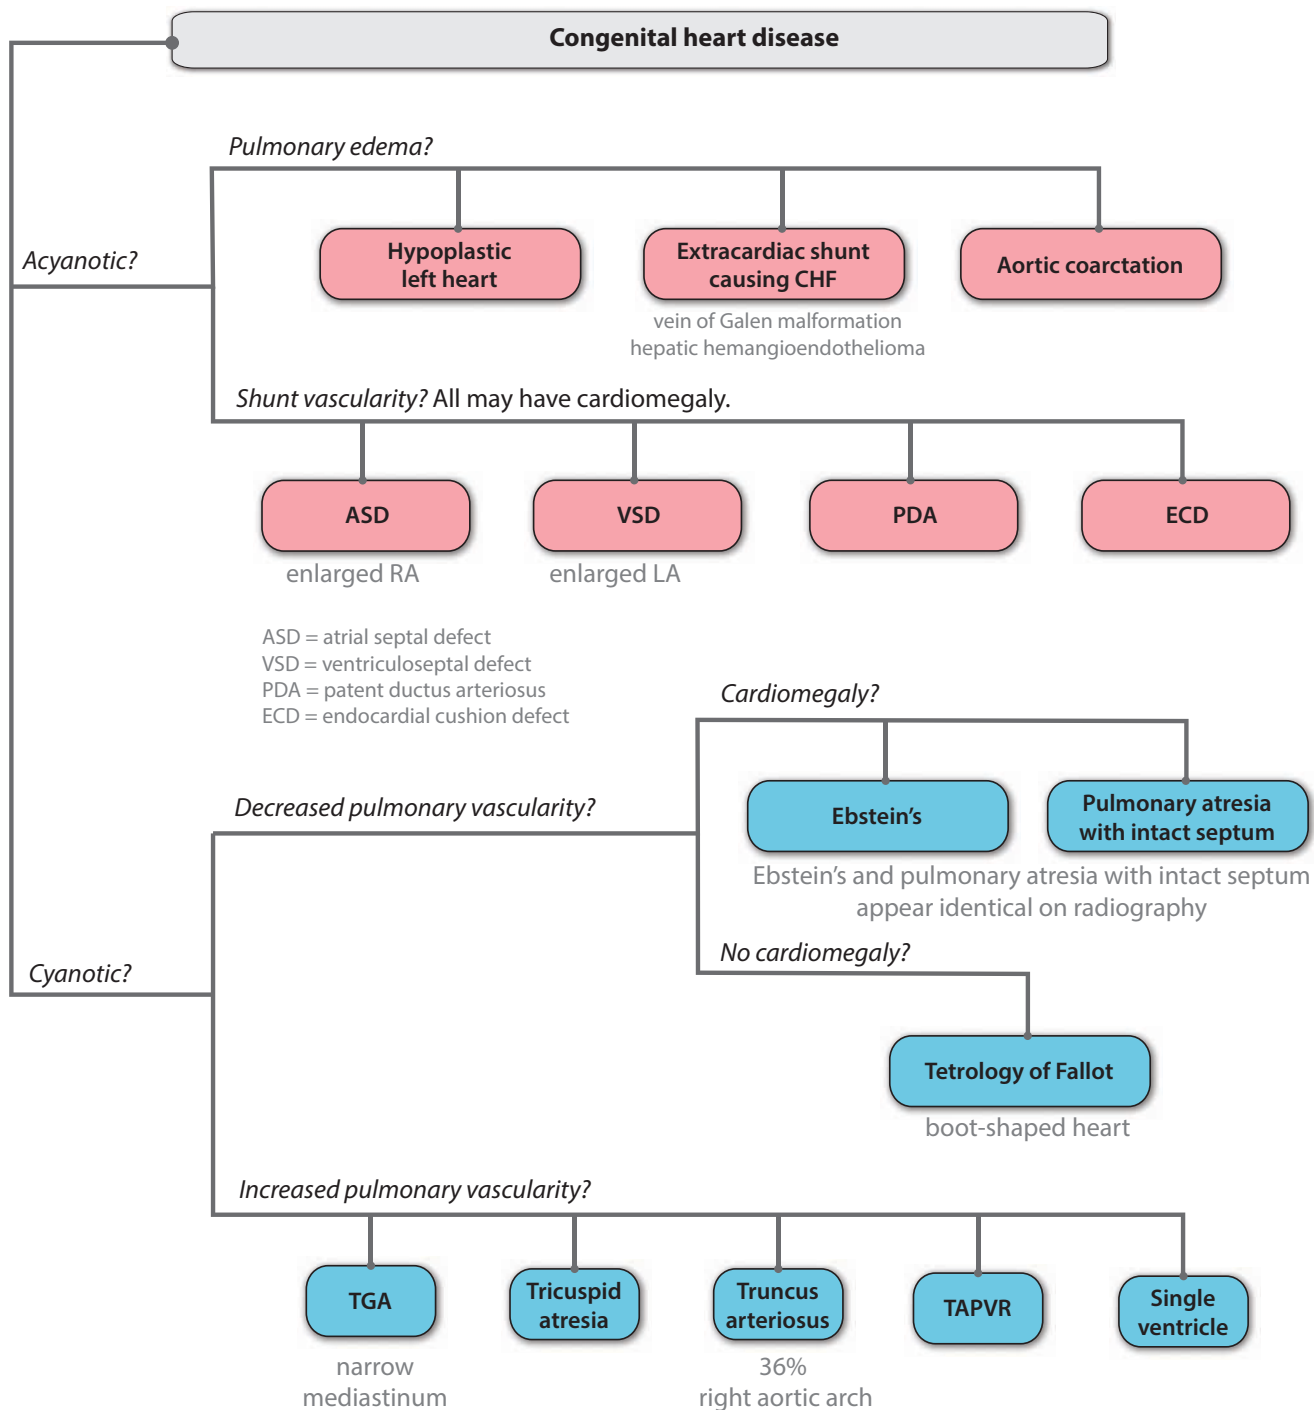 Congenital heart disease
Pulmonary edema?
Acyanotic?
Hypoplastic
left heart
Extracardiac shunt
causing CHF
Aortic coarctation
vein of Galen malformation
hepatic hemangioendothelioma
Shunt vascularity? All may have cardiomegaly.
ASD
VSD
PDA
ECD
enlarged RA
enlarged LA
ASD = atrial septal defect
VSD = ventriculoseptal defect
PDA = patent ductus arteriosus
ECD = endocardial cushion defect
Cardiomegaly?
Decreased pulmonary vascularity?
Ebstein's
Pulmonary atresia
with intact septum
Ebstein's and pulmonary atresia with intact septum
appear identical on radiography
No cardiomegaly?
Cyanotic?
Tetrology of Fallot
boot-shaped heart
Increased pulmonary vascularity?
TGA
Tricuspid
atresia
Truncus
arteriosus
TAPVR
Single
ventricle
narrow
mediastinum
36%
right aortic arch